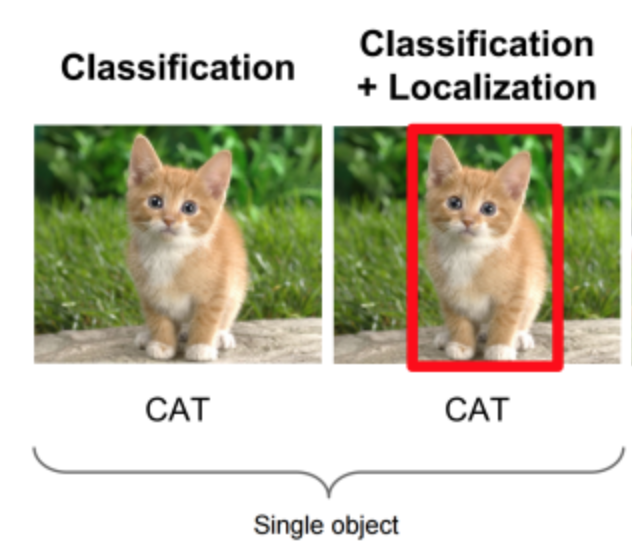 Classification
Classification
+ Localization
CAT
CAT
Single object